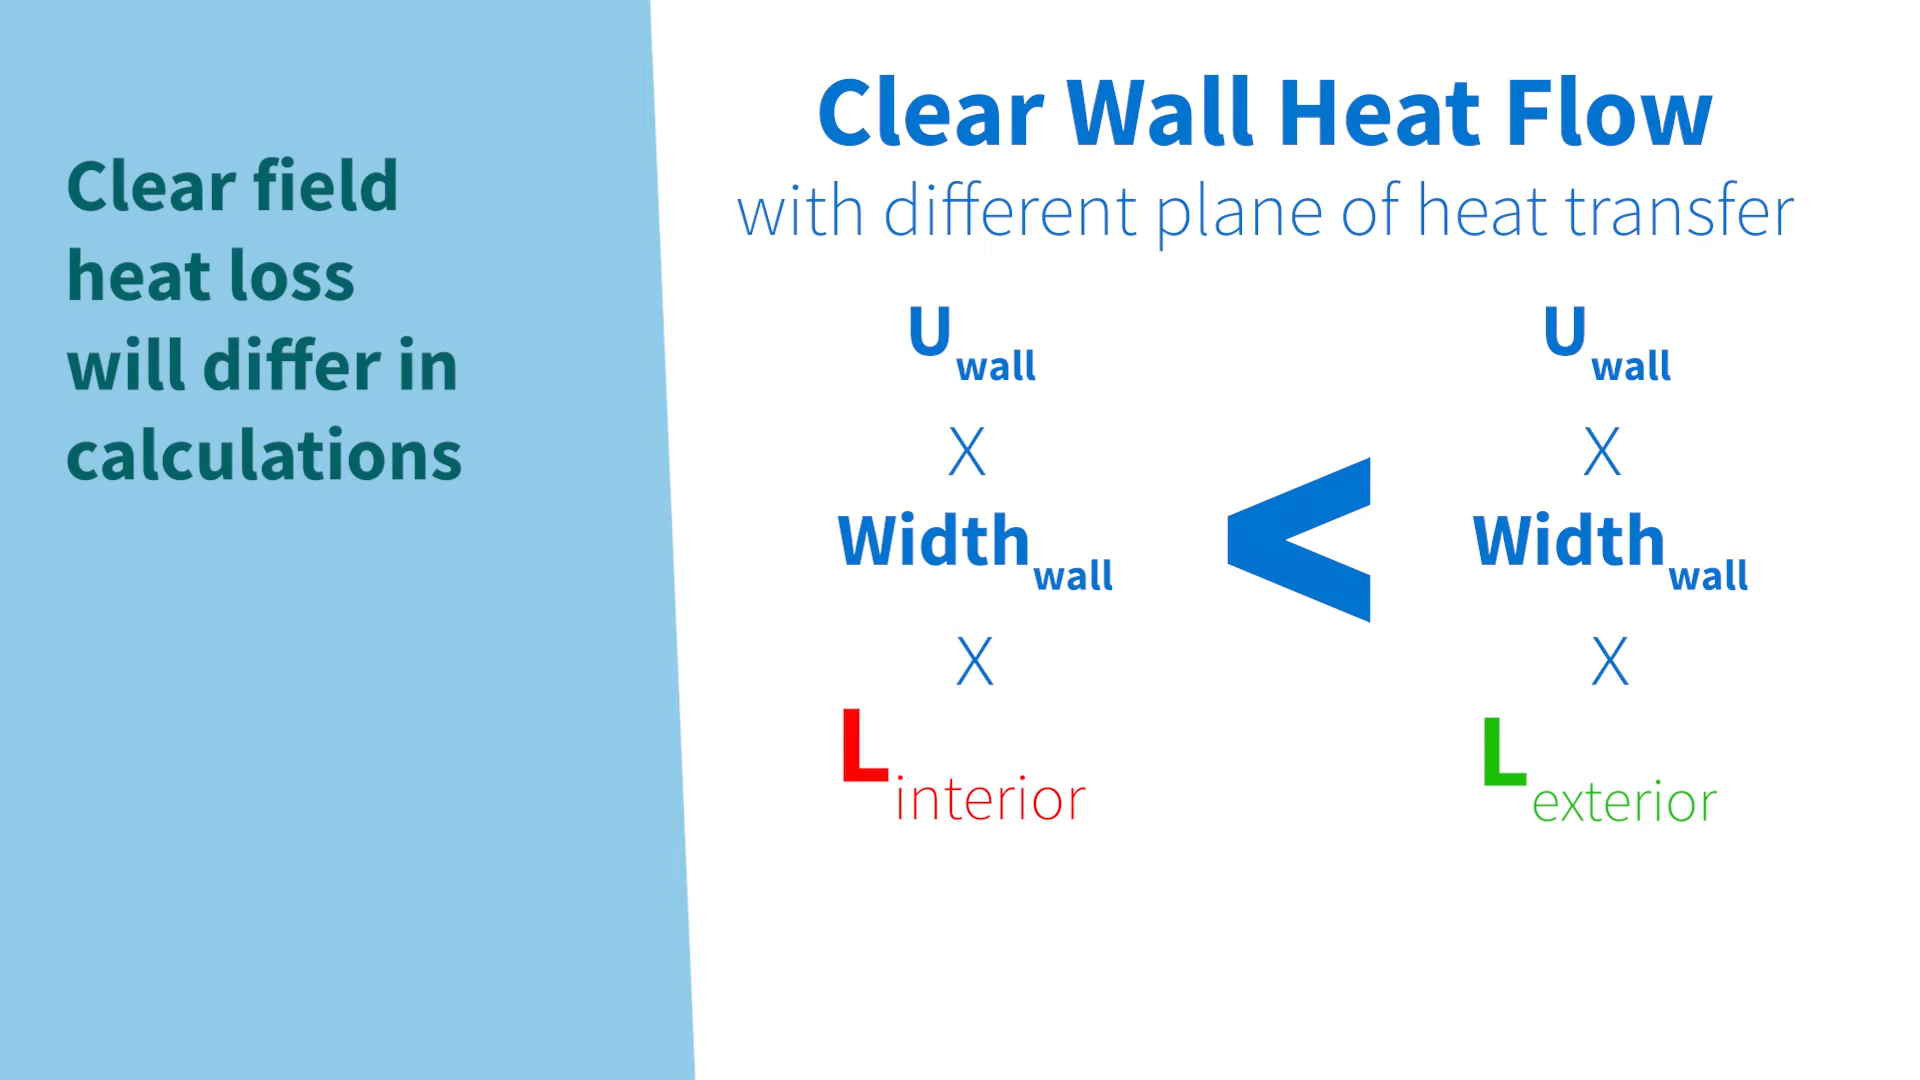 Clear field
heat loss
will differ in
calculations
Clear Wall Heat Flow
with different plane of heat transfer
U wall
X
Width wall
X
L interior
<
U wall
X
Width wall
X
L exterior